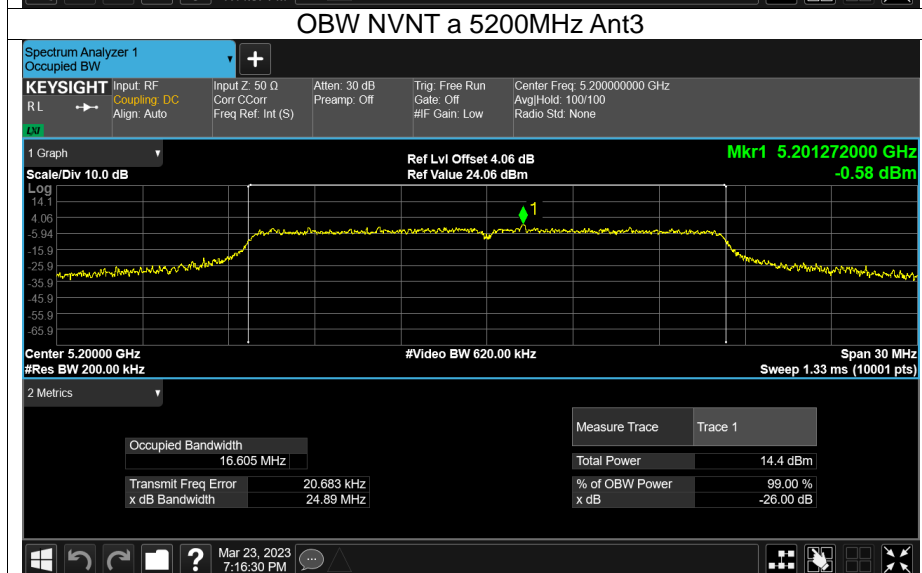 OBW NVNT a 5200MHz Ant3
Spectrum Analyzer 1
Occupied BW
+
KEYSIGHT
RL
LXI
Input: RF
Coupling: DC
Align: Auto
Input Z: 50 Ω
Corr CCorr
Freq Ref: Int (S)
Atten: 30 dB
Preamp: Off
Trig: Free Run
Gate: Off
#IF Gain: Low
Center Freq: 5.200000000 GHz
Avg|Hold: 100/100
Radio Std: None
1 Graph
Scale/Div 10.0 dB
Ref Lvl Offset 4.06 dB
Ref Value 24.06 dBm
Mkr1 5.201272000 GHz
-0.58 dBm
Log
14.1
4.06
-5.94
-15.9
-25.9
-35.9
-45.9
-55.9
-65.9
1
Center 5.20000 GHz
#Res BW 200.00 kHz
#Video BW 620.00 kHz
Span 30 MHz
Sweep 1.33 ms (10001 pts)
2 Metrics
Measure Trace Trace 1
Occupied Bandwidth
16.605 MHz
Total Power 14.4 dBm
Transmit Freq Error 20.683 kHz
% of OBW Power 99.00 %
x dB Bandwidth 24.89 MHz
x dB -26.00 dB
?
Mar 23, 2023
7:16:30 PM